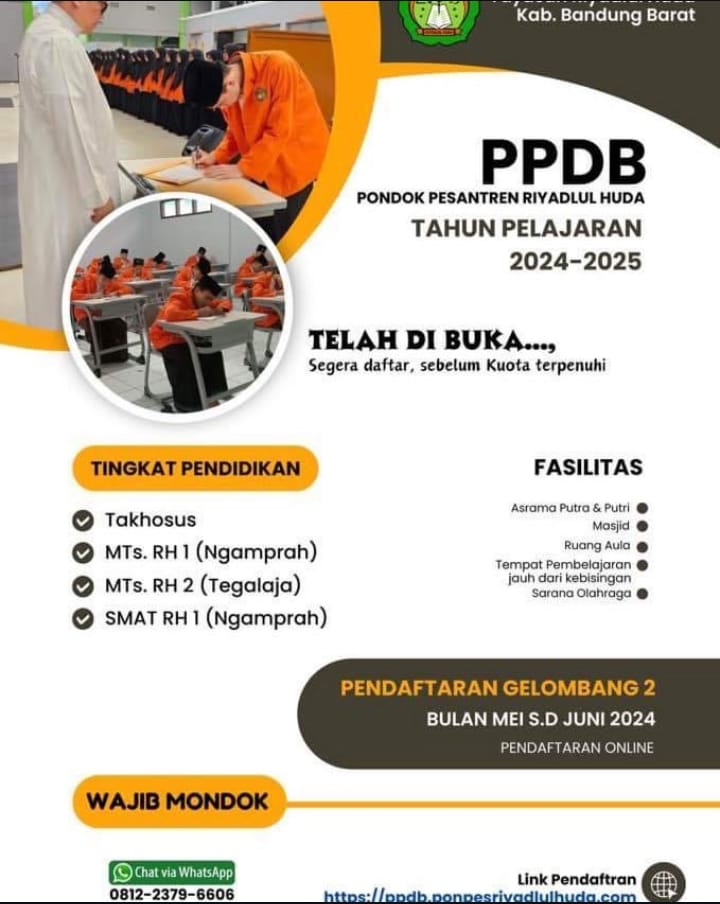 Kab. Bandung Barat
PPDB
PONDOK PESANTREN RIYADLUL HUDA
TAHUN PELAJARAN
2024-2025
TELAH DI BUKA...,
Segera daftar, sebelum Kuota terpenuhi
TINGKAT PENDIDIKAN
Takhosus
MTs. RH 1 (Ngamprah)
MTs. RH 2 (Tegalaja)
SMAT RH 1 (Ngamprah)
FASILITAS
Asrama Putra & Putri
Masjid
Ruang Aula
Tempat Pembelajaran
jauh dari kebisingan
Sarana Olahraga
PENDAFTARAN GELOMBANG 2
BULAN MEI S.D JUNI 2024
PENDAFTARAN ONLINE
WAJIB MONDOK
Chat via WhatsApp
0812-2379-6606
Link Pendaftran
https://ppdb.ponpesriyadlulhuda.com